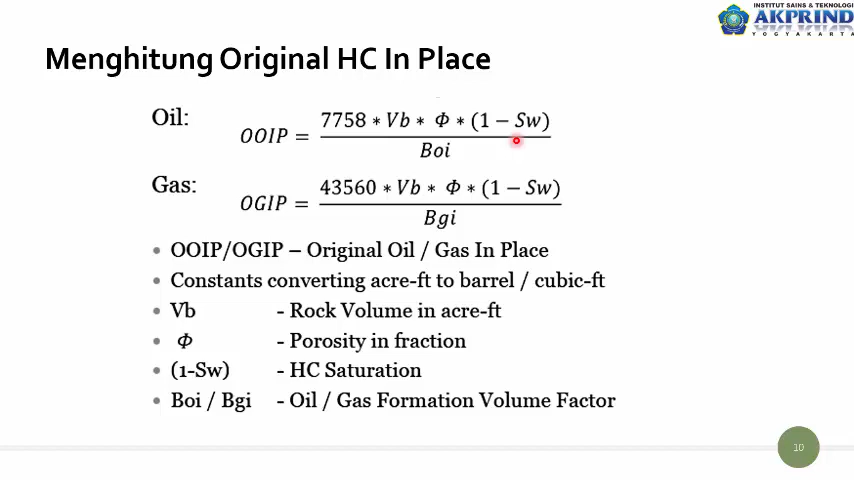 INSTITUT SAINS & TEKNOLOGI
AKPRIND
YOGYAKARTA
Menghitung Original HC In Place
Oil:
OOIP = 7758 * Vb * Φ * (1 − Sw)
Boi
Gas:
OGIP = 43560 * Vb * Φ * (1 − Sw)
Bgi
• OOIP/OGIP – Original Oil / Gas In Place
• Constants converting acre-ft to barrel / cubic-ft
• Vb - Rock Volume in acre-ft
• Φ - Porosity in fraction
• (1-Sw) - HC Saturation
• Boi / Bgi - Oil / Gas Formation Volume Factor
10